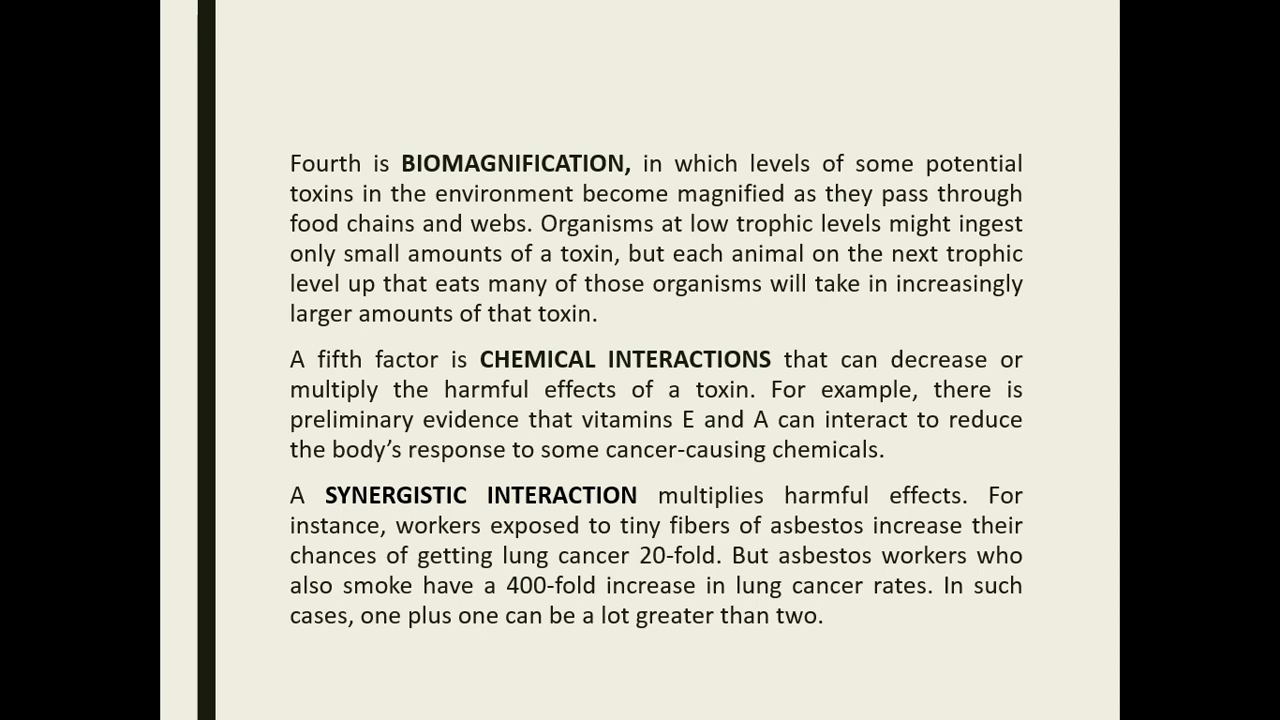 Fourth is BIOMAGNIFICATION, in which levels of some potential
toxins in the environment become magnified as they pass through
food chains and webs. Organisms at low trophic levels might ingest
only small amounts of a toxin, but each animal on the next trophic
level up that eats many of those organisms will take in increasingly
larger amounts of that toxin.
A fifth factor is CHEMICAL INTERACTIONS that can decrease or
multiply the harmful effects of a toxin. For example, there is
preliminary evidence that vitamins E and A can interact to reduce
the body’s response to some cancer-causing chemicals.
A SYNERGISTIC INTERACTION multiplies harmful effects. For
instance, workers exposed to tiny fibers of asbestos increase their
chances of getting lung cancer 20-fold. But asbestos workers who
also smoke have a 400-fold increase in lung cancer rates. In such
cases, one plus one can be a lot greater than two.